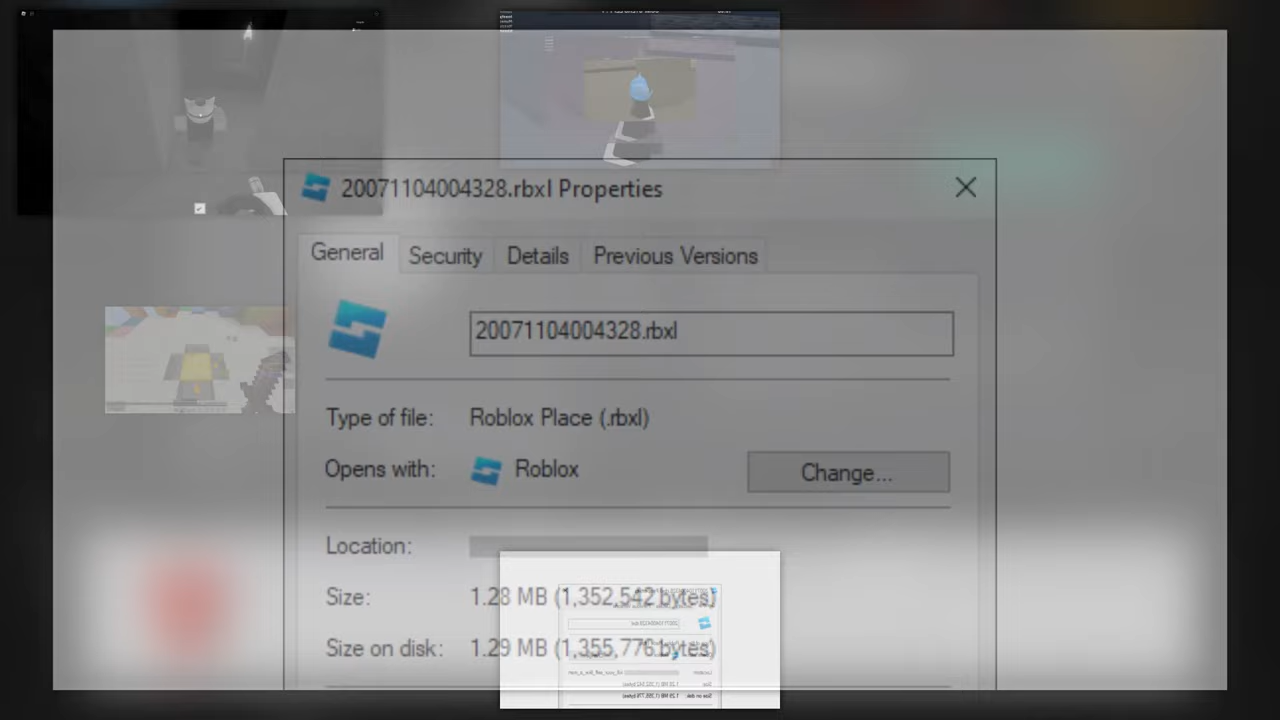 20071104004328.rbxl Properties
General Security Details Previous Versions
20071104004328.rbxl
Type of file: Roblox Place (.rbxl)
Opens with: Roblox Change...
Location:
Size: 1.28 MB (1,352,542 bytes)
Size on disk: 1.29 MB (1,355,776 bytes)